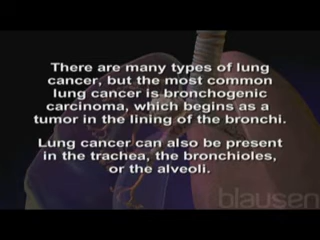 There are many types of lung
cancer, but the most common
lung cancer is bronchogenic
carcinoma, which begins as a
tumor in the lining of the bronchi.
Lung cancer can also be present
in the trachea, the bronchioles,
or the alveoli.
blausen